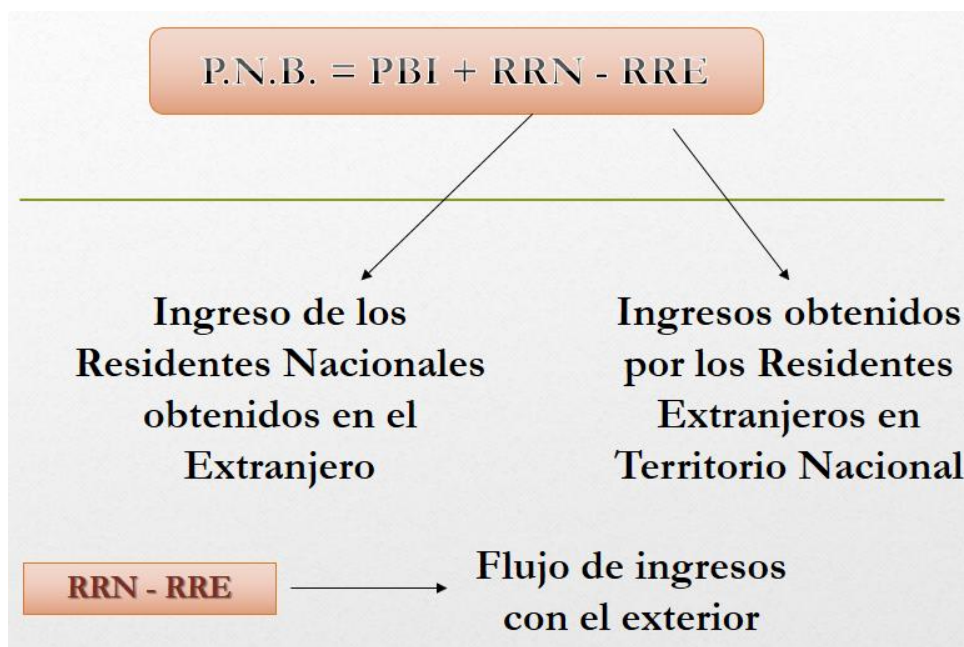 P.N.B. = PBI + RRN - RRE
Ingreso de los
Residentes Nacionales
obtenidos en el
Extranjero
Ingresos obtenidos
por los Residentes
Extranjeros en
Territorio Nacional
RRN - RRE
Flujo de ingresos
con el exterior